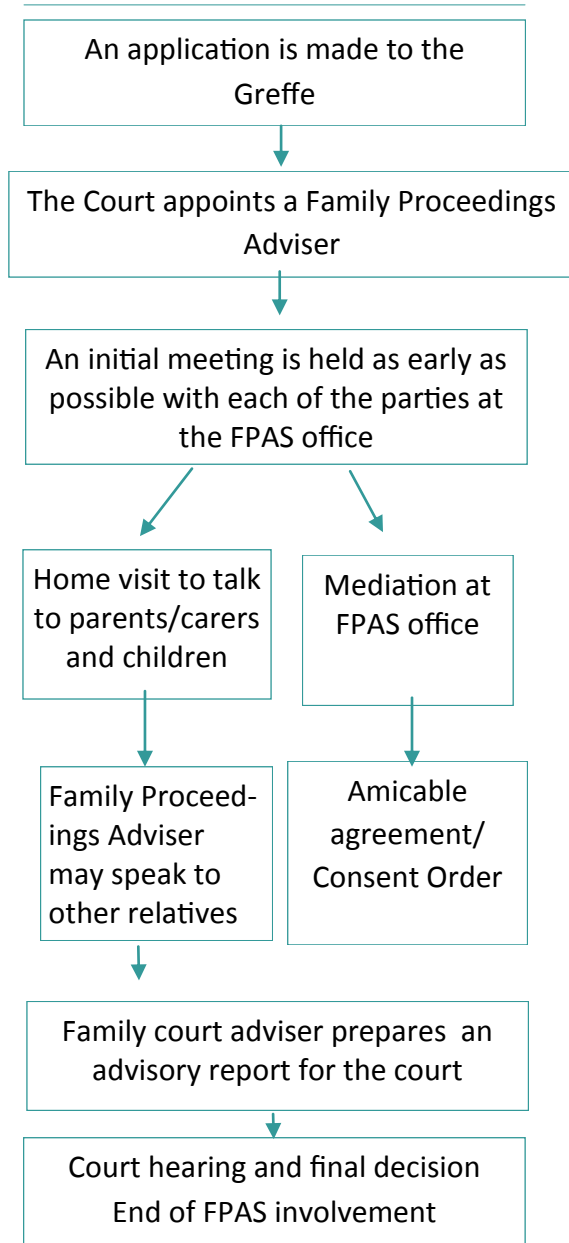 An application is made to the
Greffe
The Court appoints a Family Proceedings
Adviser
An initial meeting is held as early as
possible with each of the parties at
the FPAS office
Home visit to talk
to parents/carers
and children
Mediation at
FPAS office
Family Proceed-
ings Adviser
may speak to
other relatives
Amicable
agreement/
Consent Order
Family court adviser prepares  an
advisory report for the court
Court hearing and final decision
End of FPAS involvement